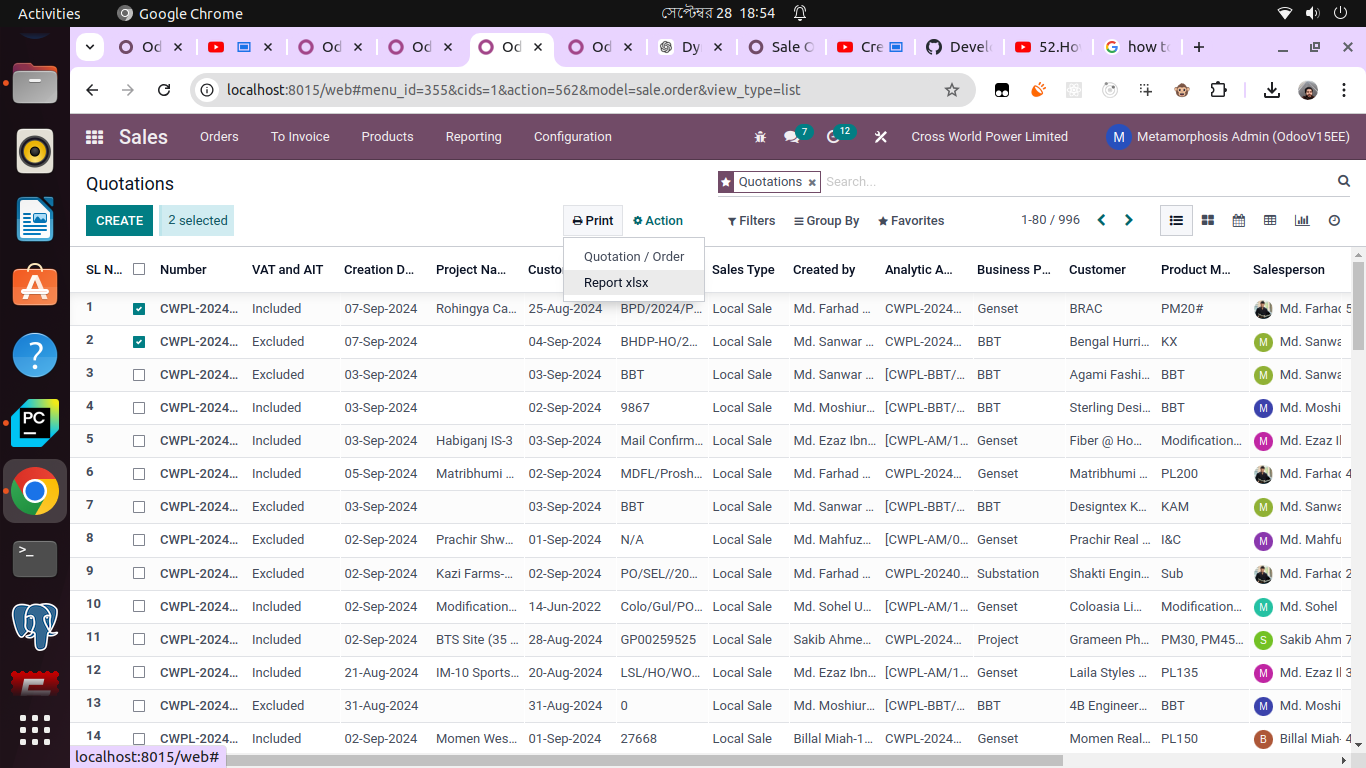 Activities Google Chrome সেপ্টেম্বর 28 18:54
Od Od Od Od Od Dy Sale O Cre Devel 52.Ho how t
localhost:8015/web#menu_id=355&cids=1&action=562&model=sale.order&view_type=list
Sales Orders To Invoice Products Reporting Configuration 7 12 Cross World Power Limited M Metamorphosis Admin (OdooV15EE)
Quotations Quotations × Search...
CREATE 2 selected Print Action Filters Group By Favorites 1-80 / 996
Quotation / Order
Report xlsx
SL N... Number VAT and AIT Creation D... Project Na... Custo Sales Type Created by Analytic A... Business P... Customer Product M... Salesperson
1 CWPL-2024... Included 07-Sep-2024 Rohingya Ca... 25-Aug-2024 BPD/2024/P... Local Sale Md. Farhad ... CWPL-2024... Genset BRAC PM20# Md. Farhad 5
2 CWPL-2024... Excluded 07-Sep-2024 04-Sep-2024 BHDP-HO/2... Local Sale Md. Sanwar ... CWPL-2024... BBT Bengal Hurri... KX M Md. Sanwa
3 CWPL-2024... Excluded 03-Sep-2024 03-Sep-2024 BBT Local Sale Md. Sanwar ... [CWPL-BBT/... BBT Agami Fashi... BBT M Md. Sanwa
4 CWPL-2024... Included 03-Sep-2024 02-Sep-2024 9867 Local Sale Md. Moshiur... [CWPL-BBT/... BBT Sterling Desi... BBT M Md. Moshi
5 CWPL-2024... Included 03-Sep-2024 Habiganj IS-3 03-Sep-2024 Mail Confirm... Local Sale Md. Ezaz Ibn... [CWPL-AM/1... Genset Fiber @ Ho... Modification... M Md. Ezaz I
6 CWPL-2024... Included 05-Sep-2024 Matribhumi ... 02-Sep-2024 MDFL/Prosh... Local Sale Md. Farhad ... CWPL-2024... Genset Matribhumi ... PL200 Md. Farhad 4
7 CWPL-2024... Excluded 03-Sep-2024 03-Sep-2024 BBT Local Sale Md. Sanwar ... [CWPL-BBT/... BBT Designtex K... KAM M Md. Sanwa
8 CWPL-2024... Excluded 02-Sep-2024 Prachir Shw... 01-Sep-2024 N/A Local Sale Md. Mahfuz... [CWPL-AM/0... Genset Prachir Real ... I&C M Md. Mahfu
9 CWPL-2024... Excluded 02-Sep-2024 Kazi Farms-... 02-Sep-2024 PO/SEL//20... Local Sale Md. Farhad ... CWPL-20240... Substation Shakti Engin... Sub Md. Farhad 2
10 CWPL-2024... Included 02-Sep-2024 Modification... 14-Jun-2022 Colo/Gul/PO... Local Sale Md. Sohel U... [CWPL-AM/1... Genset Coloasia Li... Modification... M Md. Sohel
11 CWPL-2024... Included 02-Sep-2024 BTS Site (35 ... 28-Aug-2024 GP00259525 Local Sale Sakib Ahme... CWPL-2024... Project Grameen Ph... PM30, PM45... S Sakib Ahm 7
12 CWPL-2024... Included 21-Aug-2024 IM-10 Sports... 20-Aug-2024 LSL/HO/WO... Local Sale Md. Ezaz Ibn... [CWPL-AM/1... Genset Laila Styles ... PL135 M Md. Ezaz I 3
13 CWPL-2024... Excluded 31-Aug-2024 31-Aug-2024 0 Local Sale Md. Moshiur... [CWPL-BBT/... BBT 4B Engineer... BBT M Md. Moshi
14 CWPL-2024... Included 02-Sep-2024 Momen Wes... 01-Sep-2024 27668 Local Sale Billal Miah-1... CWPL-2024... Genset Momen Real... PL150 B Billal Miah- 4
localhost:8015/web#